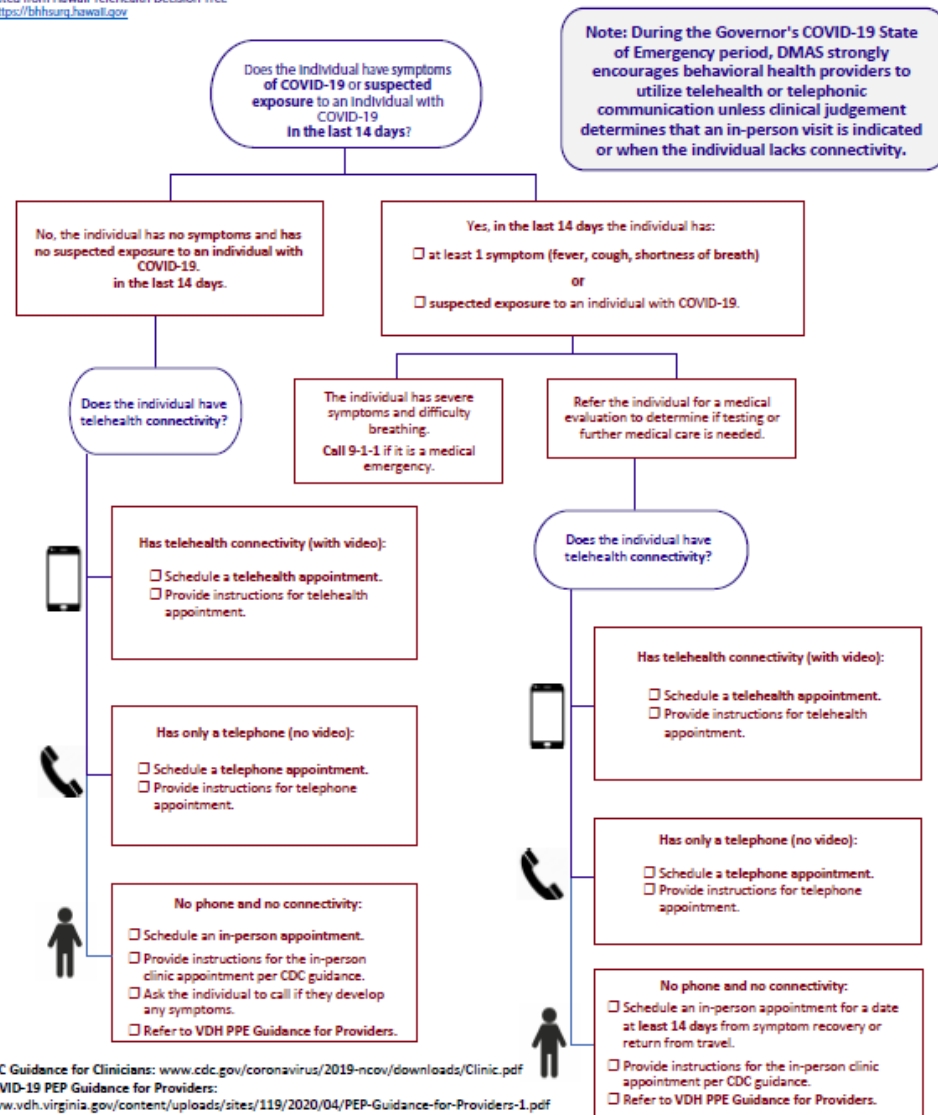 from Hawaii Telehealth Decision Tree
https://bhhsurg.hawaii.gov
Note: During the Governor's COVID-19 State
of Emergency period, DMAS strongly
encourages behavioral health providers to
utilize telehealth or telephonic
communication unless clinical judgement
determines that an in-person visit is indicated
or when the individual lacks connectivity.
Does the individual have symptoms
of COVID-19 or suspected
exposure to an individual with
COVID-19
in the last 14 days?
No, the individual has no symptoms and has
no suspected exposure to an individual with
COVID-19.
in the last 14 days.
Yes, in the last 14 days the individual has:
❒ at least 1 symptom (fever, cough, shortness of breath)
or
❒ suspected exposure to an individual with COVID-19.
The individual has severe
symptoms and difficulty
breathing.
Call 9-1-1 if it is a medical
emergency.
Refer the individual for a medical
evaluation to determine if testing or
further medical care is needed.
Does the individual have
telehealth connectivity?
Has telehealth connectivity (with video):
❒ Schedule a telehealth appointment.
❒ Provide instructions for telehealth
appointment.
Has only a telephone (no video):
❒ Schedule a telephone appointment.
❒ Provide instructions for telephone
appointment.
No phone and no connectivity:
❒ Schedule an in-person appointment.
❒ Provide instructions for the in-person
clinic appointment per CDC guidance.
❒ Ask the individual to call if they develop
any symptoms.
❒ Refer to VDH PPE Guidance for Providers.
Does the individual have
telehealth connectivity?
Has telehealth connectivity (with video):
❒ Schedule a telehealth appointment.
❒ Provide instructions for telehealth
appointment.
Has only a telephone (no video):
❒ Schedule a telephone appointment.
❒ Provide instructions for telephone
appointment.
No phone and no connectivity:
❒ Schedule an in-person appointment for a date
at least 14 days from symptom recovery or
return from travel.
❒ Provide instructions for the in-person clinic
appointment per CDC guidance.
❒ Refer to VDH PPE Guidance for Providers.
C Guidance for Clinicians: www.cdc.gov/coronavirus/2019-ncov/downloads/Clinic.pdf
VID-19 PEP Guidance for Providers:
ww.vdh.virginia.gov/content/uploads/sites/119/2020/04/PEP-Guidance-for-Providers-1.pdf